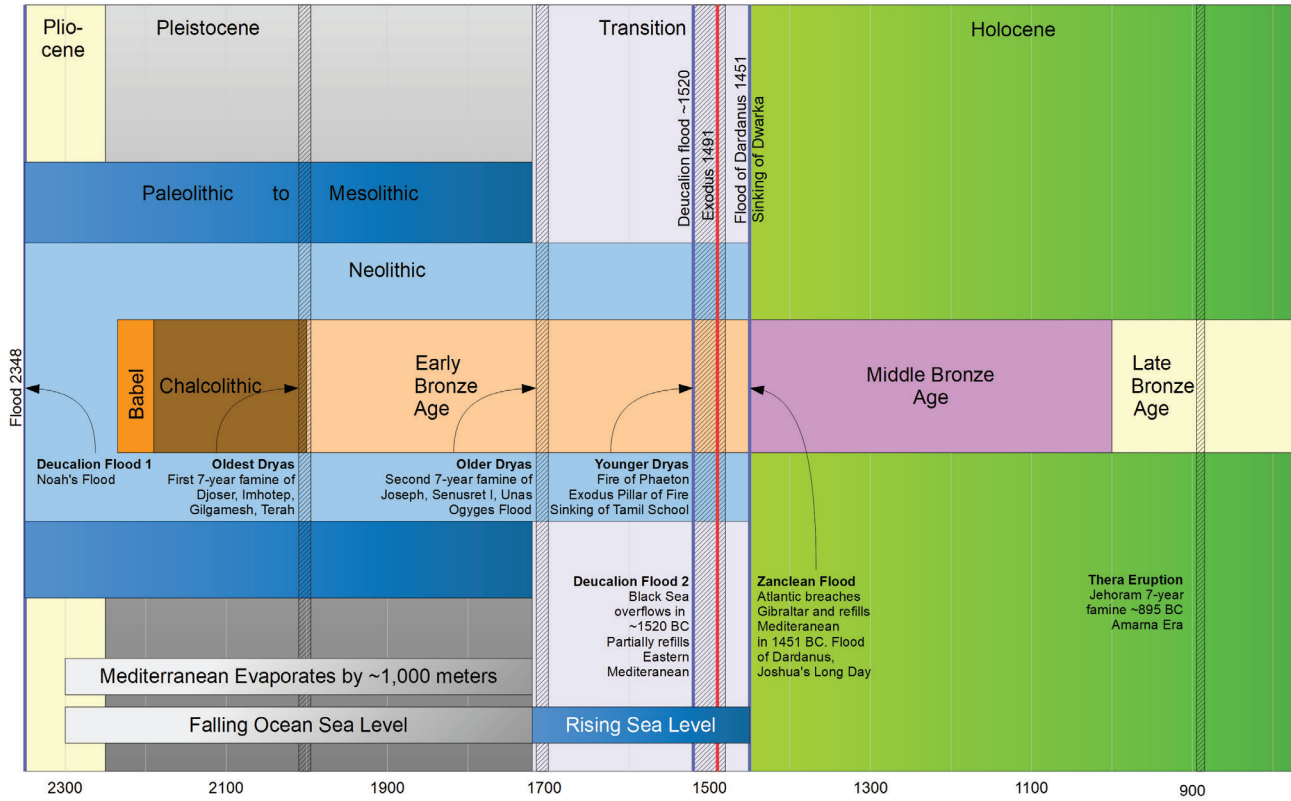 Plio-
cene
Pleistocene
Transition
Holocene
Deucalion flood ~1520
Exodus 1491
Flood of Dardanus 1451
Sinking of Dwarka
Paleolithic to Mesolithic
Neolithic
Flood 2348
Babel
Chalcolithic
Early
Bronze
Age
Middle Bronze
Age
Late
Bronze
Age
Deucalion Flood 1
Noah's Flood
Oldest Dryas
First 7-year famine of
Djoser, Imhotep,
Gilgamesh, Terah
Older Dryas
Second 7-year famine of
Joseph, Senusret I, Unas
Ogyges Flood
Younger Dryas
Fire of Phaeton
Exodus Pillar of Fire
Sinking of Tamil School
Deucalion Flood 2
Black Sea
overflows in
~1520 BC
Partially refills
Eastern
Mediterranean
Zanclean Flood
Atlantic breaches
Gibraltar and refills
Mediterranean
in 1451 BC. Flood
of Dardanus,
Joshua's Long Day
Thera Eruption
Jehoram 7-year
famine ~895 BC
Amarna Era
Mediterranean Evaporates by ~1,000 meters
Falling Ocean Sea Level
Rising Sea Level
2300
2100
1900
1700
1500
1300
1100
900